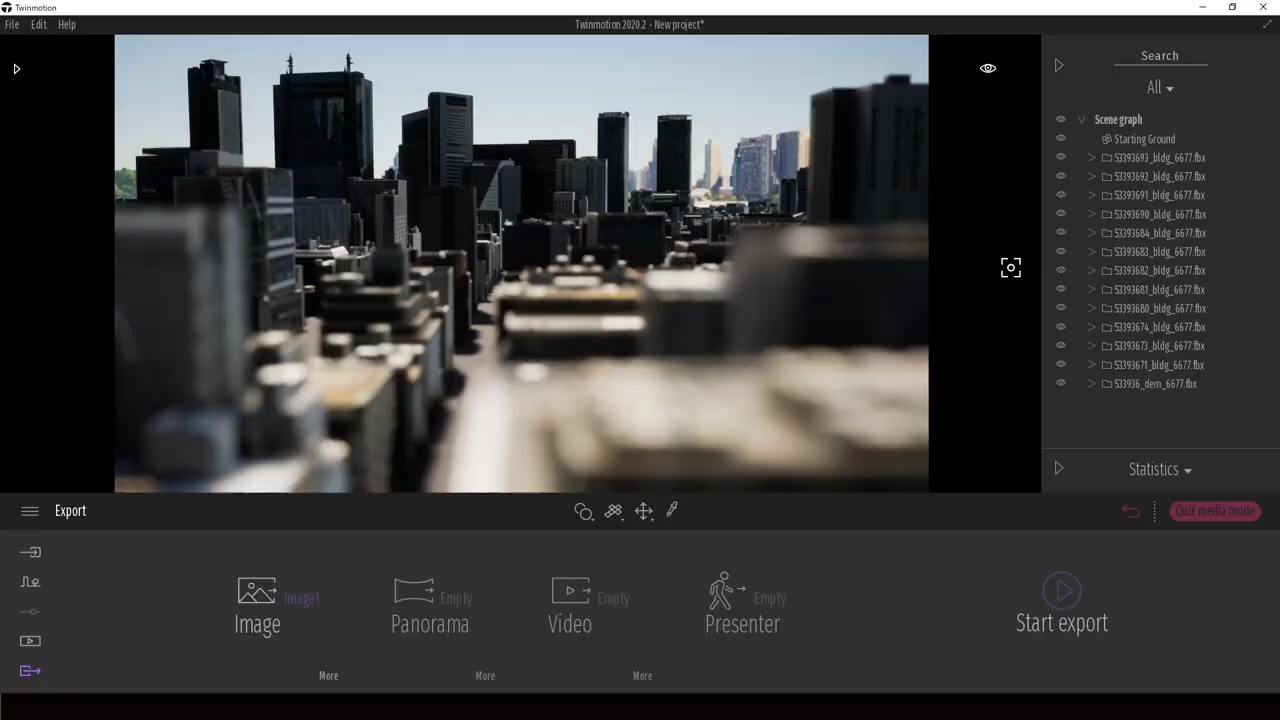 Twinmotion
File Edit Help
Twinmotion 2020.2 - New project*
Search
All
Scene graph
Starting Ground
53393693_bldg_6677.fbx
53393692_bldg_6677.fbx
53393691_bldg_6677.fbx
53393690_bldg_6677.fbx
53393684_bldg_6677.fbx
53393683_bldg_6677.fbx
53393682_bldg_6677.fbx
53393681_bldg_6677.fbx
53393680_bldg_6677.fbx
53393674_bldg_6677.fbx
53393673_bldg_6677.fbx
53393671_bldg_6677.fbx
533936_dem_6677.fbx
Statistics
Export
Quit media mode
Image1
Image
More
Empty
Panorama
More
Empty
Video
More
Empty
Presenter
Start export